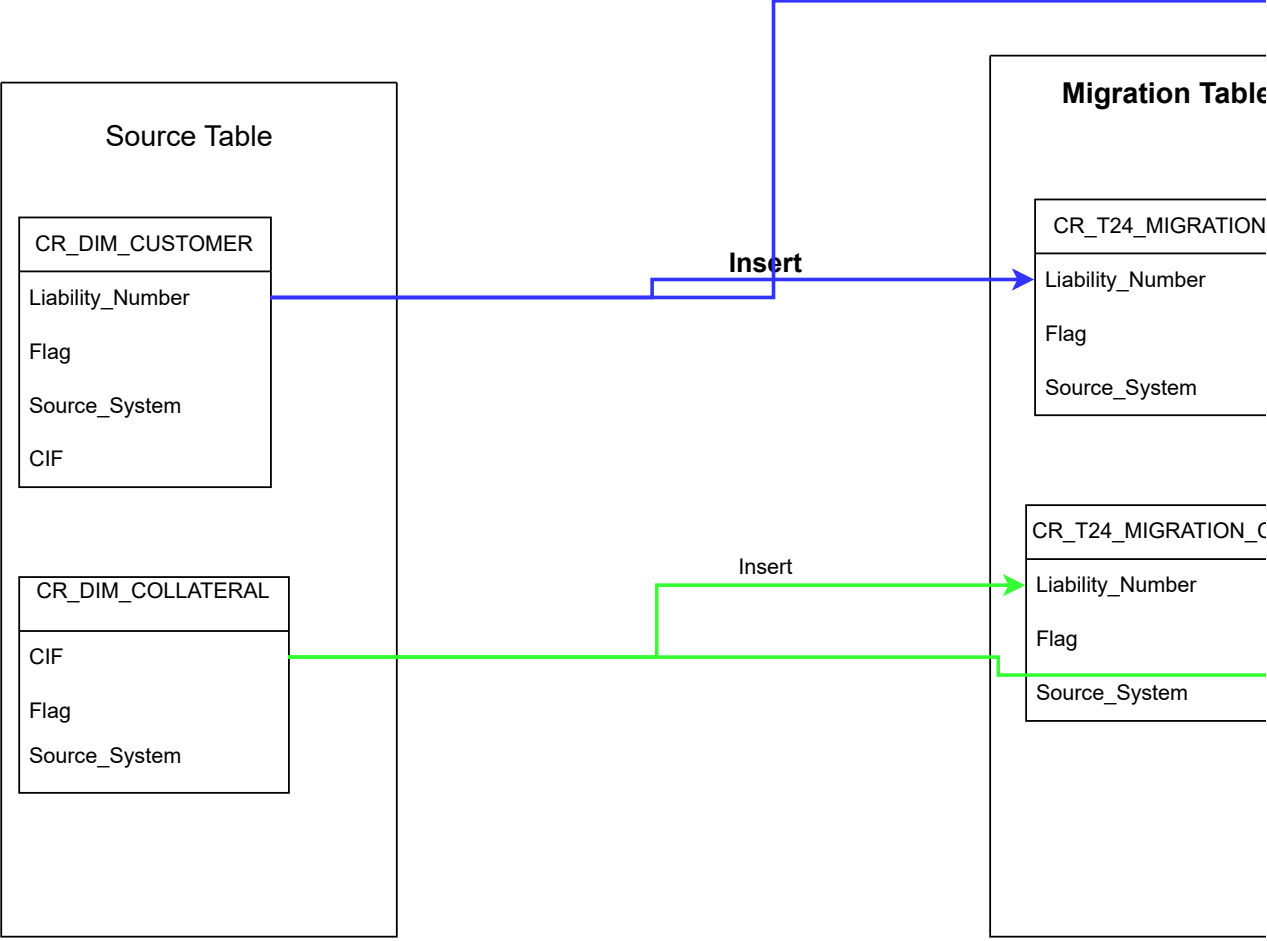 Source Table
CR_DIM_CUSTOMER
Liability_Number
Flag
Source_System
CIF
CR_DIM_COLLATERAL
CIF
Flag
Source_System
Insert
Insert
Migration Table
CR_T24_MIGRATION
Liability_Number
Flag
Source_System
CR_T24_MIGRATION_C
Liability_Number
Flag
Source_System